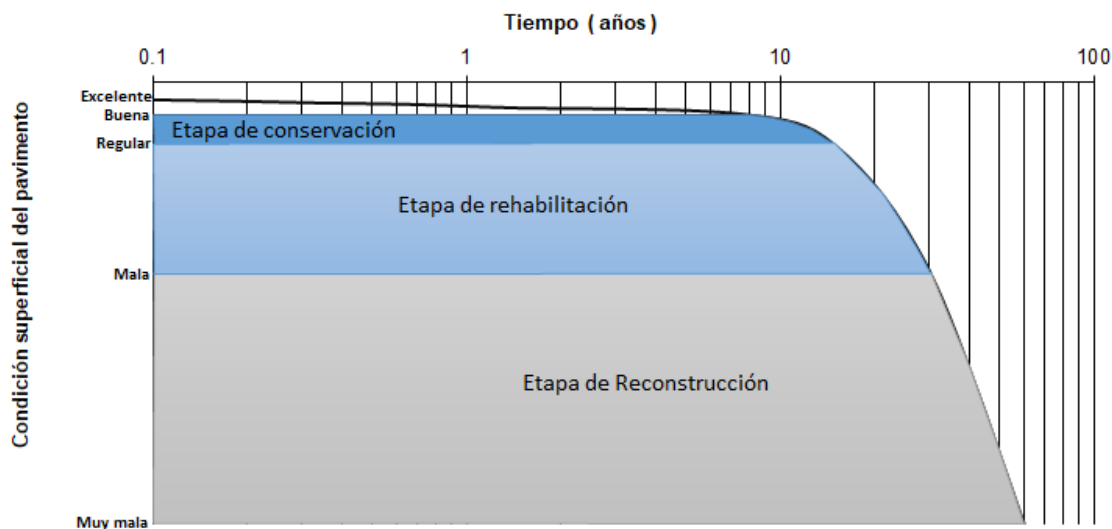 Tiempo ( años )
0.1 1 10 100
Condición superficial del pavimento
Excelente
Buena
Etapa de conservación
Regular
Etapa de rehabilitación
Mala
Etapa de Reconstrucción
Muy mala